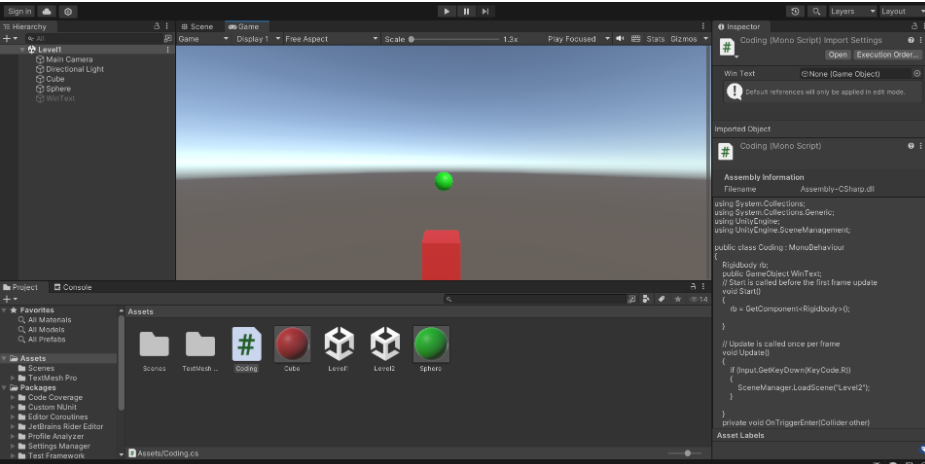 Sign in
Layers
Layout
Hierarchy
All
Level1
Main Camera
Directional Light
Cube
Sphere
WinText
Scene
Game
Game
Display 1
Free Aspect
Scale
1.3x
Play Focused
Stats
Gizmos
Inspector
Coding (Mono Script) Import Settings
Open
Execution Order...
Win Text
None (Game Object)
Default references will only be applied in edit mode.
Imported Object
Coding (Mono Script)
Assembly Information
Filename
Assembly-CSharp.dll
using System.Collections;
using System.Collections.Generic;
using UnityEngine;
using UnityEngine.SceneManagement;
public class Coding : MonoBehaviour
{
Rigidbody rb;
public GameObject WinText;
// Start is called before the first frame update
void Start()
{
rb = GetComponent<Rigidbody>();
}
// Update is called once per frame
void Update()
{
if (Input.GetKeyDown(KeyCode.R))
{
SceneManager.LoadScene("Level2");
}
}
private void OnTriggerEnter(Collider other)
Asset Labels
Project
Console
14
Favorites
All Materials
All Models
All Prefabs
Assets
Scenes
TextMesh Pro
Packages
Code Coverage
Custom NUnit
Editor Coroutines
JetBrains Rider Editor
Profile Analyzer
Settings Manager
Test Framework
Assets
Scenes
TextMesh ...
Coding
Cube
Level1
Level2
Sphere
Assets/Coding.cs